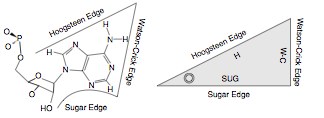 Hoogsteen Edge
Watson-Crick Edge
Sugar Edge
O
P
O
O
O
O
HO
N
N
N
N
N
H
H
H
Hoogsteen Edge
Watson-Crick Edge
H
W-C
SUG
Sugar Edge